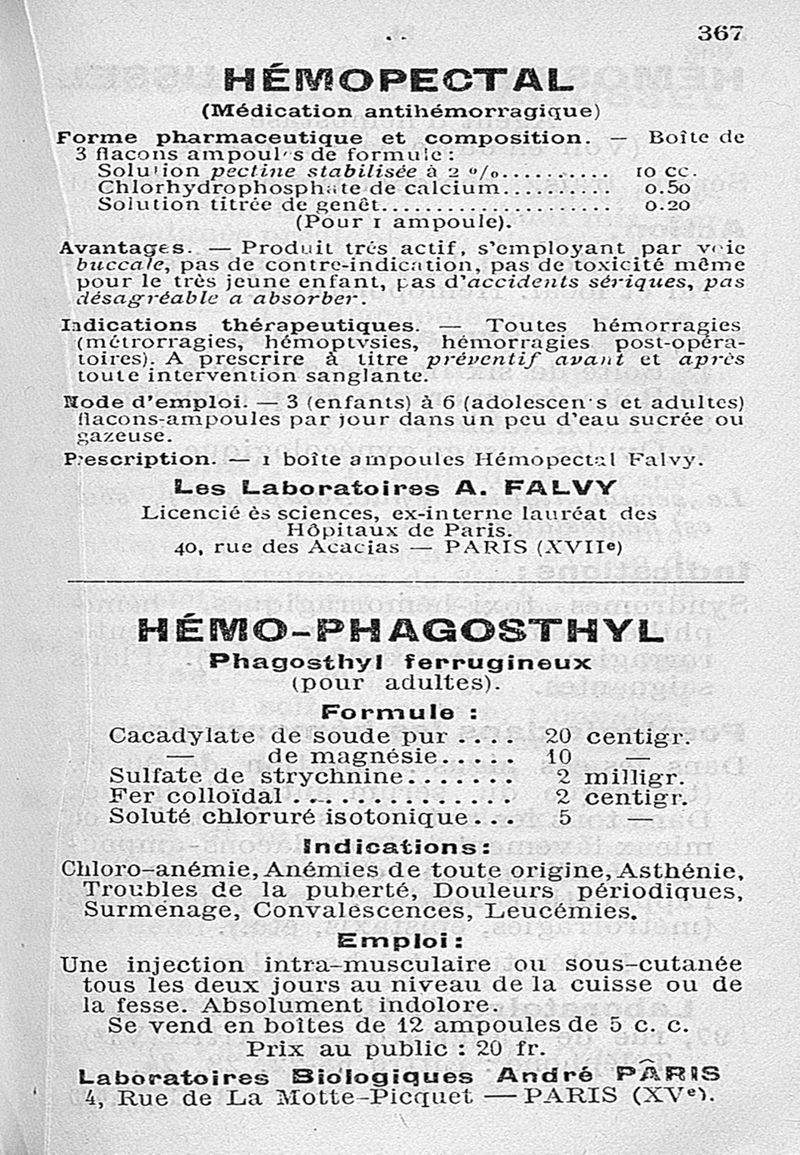 367
HÉMOPECTAL
(Médication antihémorragique)
Forme pharmaceutique et composition. — Boîte de
3 flacons ampoules de formule :
Solution pectine stabilisée à 2 %........... 10 cc.
Chlorhydrophosphate de calcium.......... 0.50
Solution titrée de genêt....................... 0.20
(Pour 1 ampoule).
Avantages. — Produit très actif, s'employant par voie
buccale, pas de contre-indication, pas de toxicité même
pour le très jeune enfant, pas d'accidents sériques, pas
désagréable a absorber.
Indications thérapeutiques. — Toutes hémorragies
(métrorragies, hémoptysies, hémorragies post-opéra-
toires). A prescrire à titre préventif avant et après
toute intervention sanglante.
Mode d'emploi. — 3 (enfants) à 6 (adolescents et adultes)
flacons-ampoules par jour dans un peu d'eau sucrée ou
gazeuse.
Prescription. — 1 boîte ampoules Hémopectal Falvy.
Les Laboratoires A. FALVY
Licencié ès sciences, ex-interne lauréat des
Hôpitaux de Paris.
40, rue des Acacias — PARIS (XVIIe)
HÉMO-PHAGOSTHYL
Phagosthyl ferrugineux
(pour adultes).
Formule :
Cacadylate de soude pur ..... 20 centigr.
— de magnésie..... 10 —
Sulfate de strychnine....... 2 milligr.
Fer colloïdal .............. 2 centigr.
Soluté chloruré isotonique... 5 —
Indications :
Chloro-anémie, Anémies de toute origine, Asthénie,
Troubles de la puberté, Douleurs périodiques,
Surménage, Convalescences, Leucémies.
Emploi :
Une injection intra-musculaire ou sous-cutanée
tous les deux jours au niveau de la cuisse ou de
la fesse. Absolument indolore.
Se vend en boîtes de 12 ampoules de 5 c. c.
Prix au public : 20 fr.
Laboratoires Biologiques André PÂRIS
4, Rue de La Motte-Picquet — PARIS (XVe).